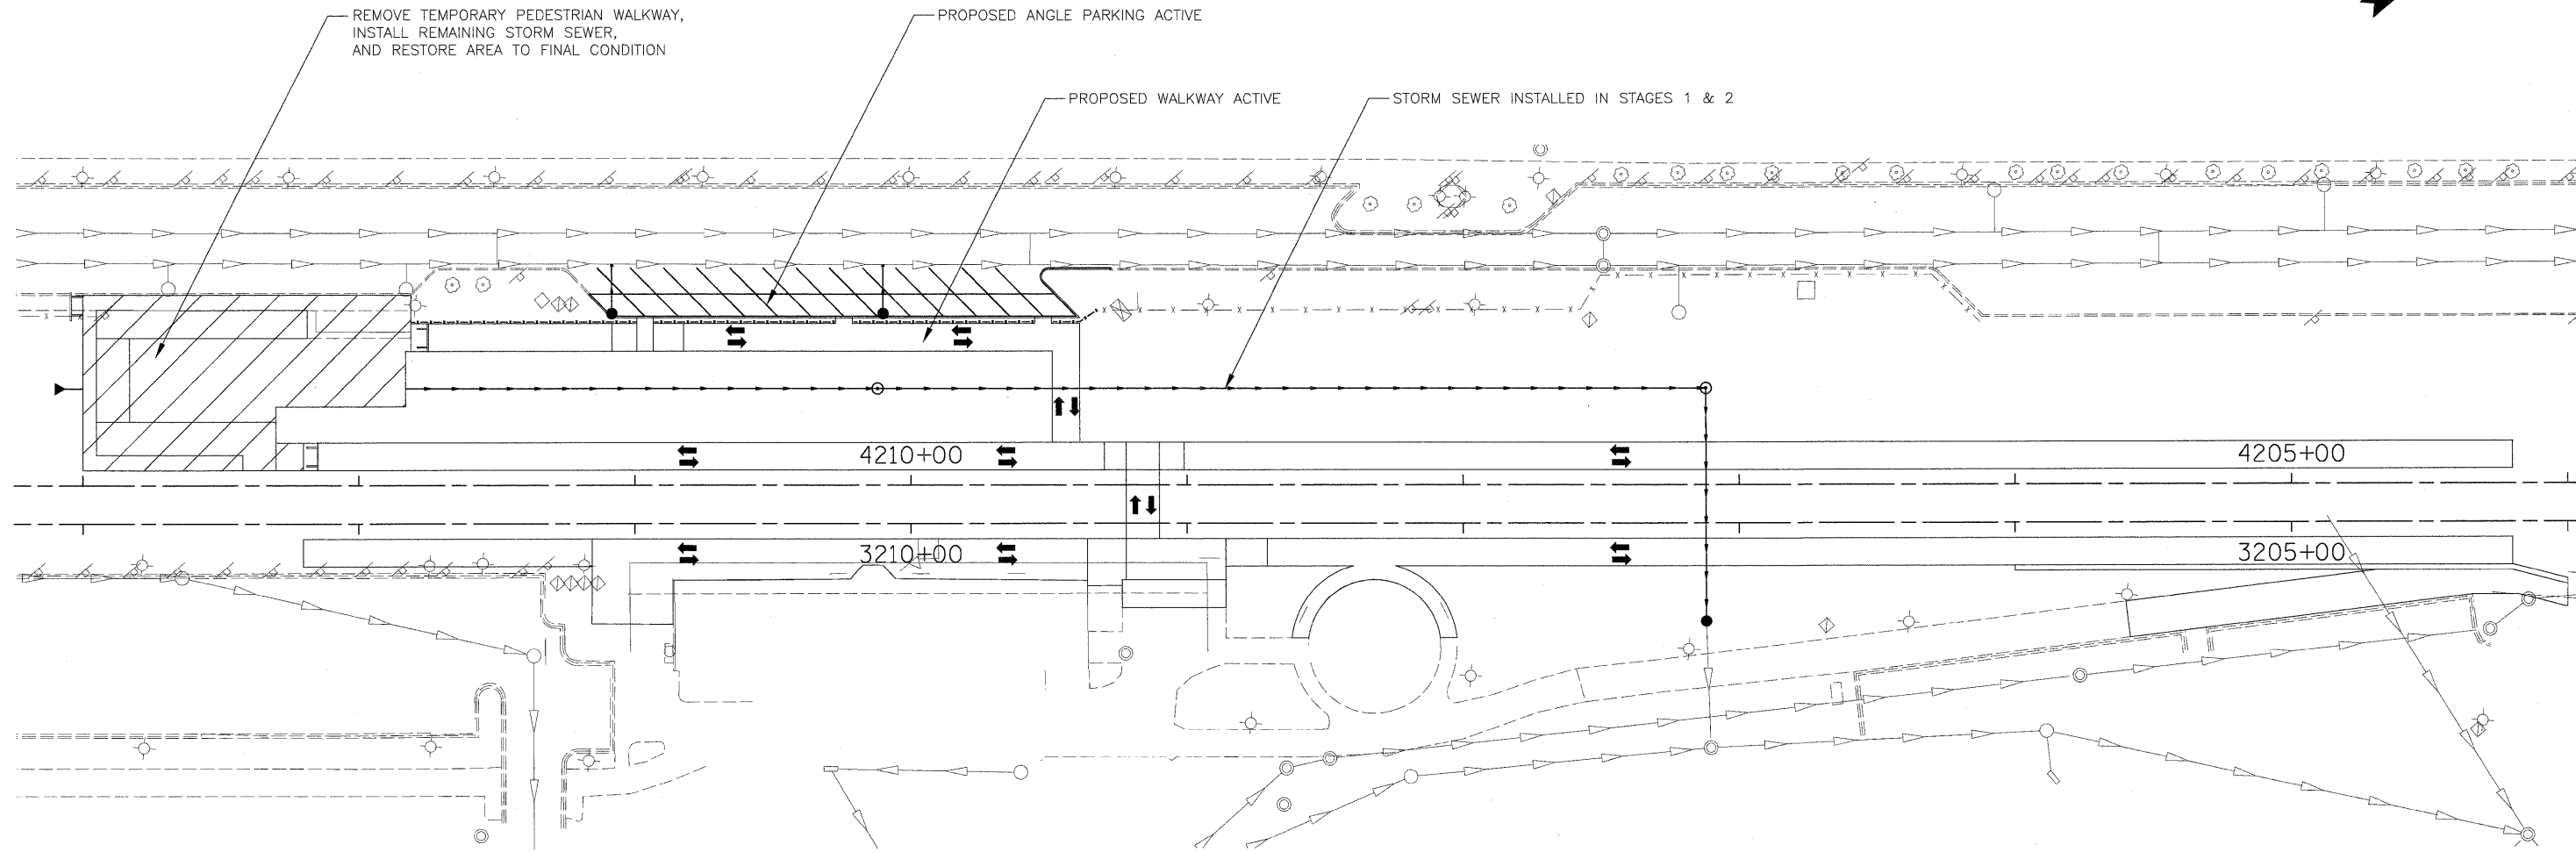 REMOVE TEMPORARY PEDESTRIAN WALKWAY,
INSTALL REMAINING STORM SEWER,
AND RESTORE AREA TO FINAL CONDITION
PROPOSED ANGLE PARKING ACTIVE
PROPOSED WALKWAY ACTIVE
STORM SEWER INSTALLED IN STAGES 1 & 2
4210+00
4205+00
3210+00
3205+00